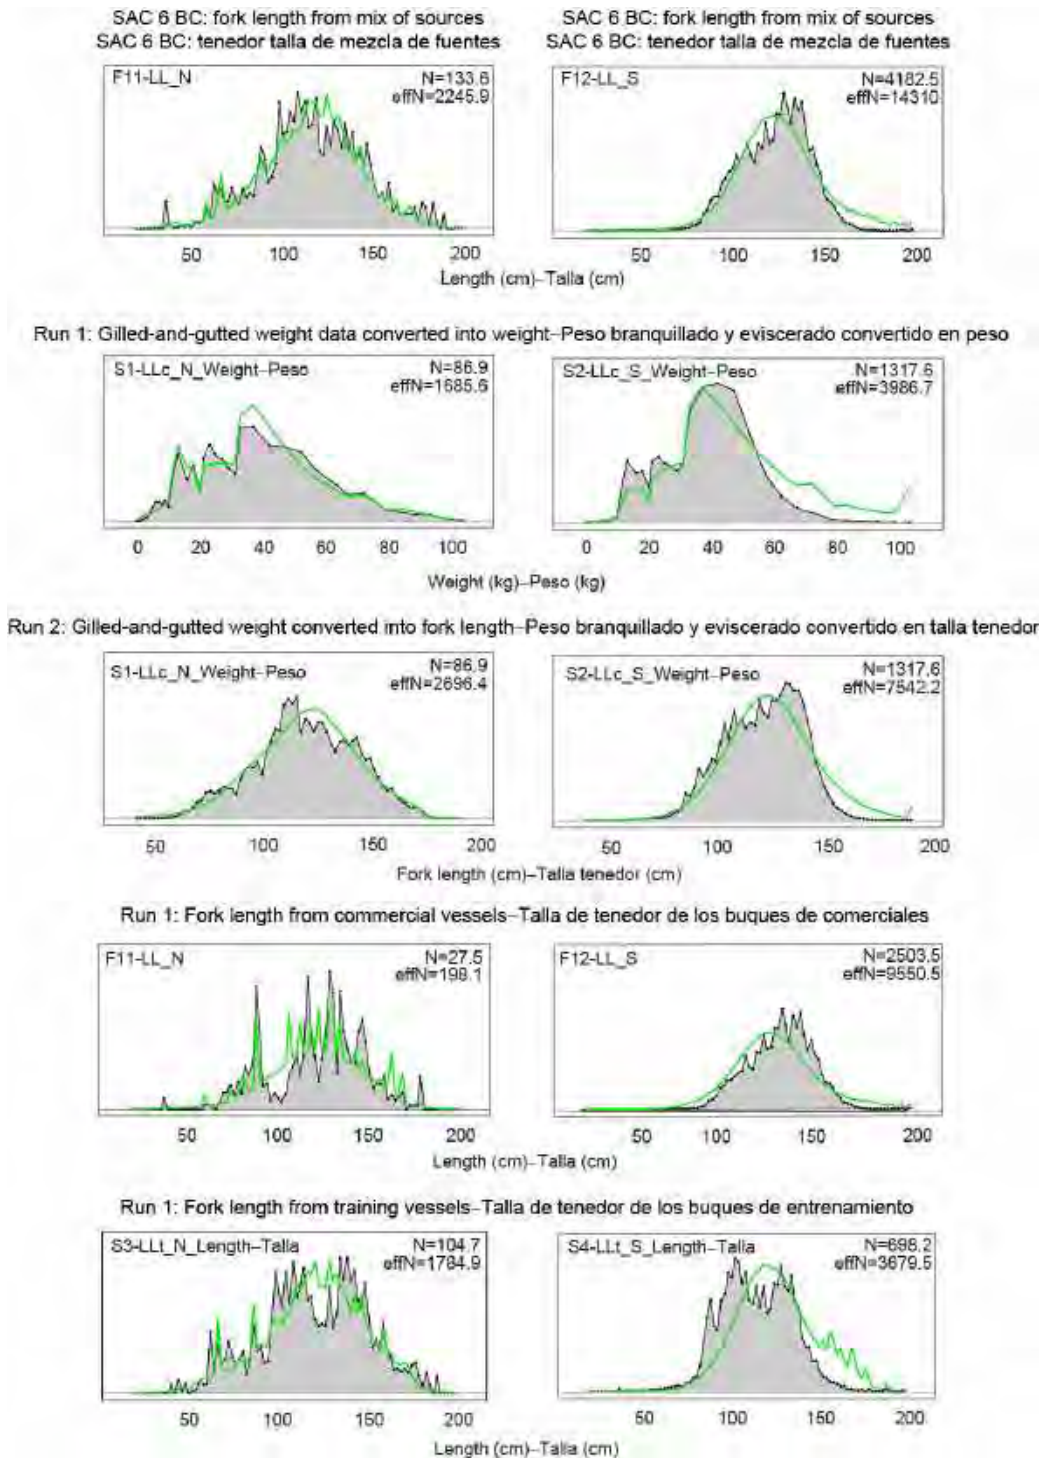 SAC 6 BC: fork length from mix of sources
SAC 6 BC: tenedor talla de mezcla de fuentes
SAC 6 BC: fork length from mix of sources
SAC 6 BC: tenedor talla de mezcla de fuentes
F11-LL_N
N=133.6
effN=2245.9
F12-LL_S
N=4182.5
effN=14310
50 100 150 200
50 100 150 200
Length (cm)–Talla (cm)
Run 1: Gilled-and-gutted weight data converted into weight–Peso branquillado y eviscerado convertido en peso
S1-LLc_N_Weight–Peso
N=86.9
effN=1685.6
S2-LLc_S_Weight–Peso
N=1317.6
effN=3986.7
0 20 40 60 80 100
0 20 40 60 80 100
Weight (kg)–Peso (kg)
Run 2: Gilled-and-gutted weight converted into fork length–Peso branquillado y eviscerado convertido en talla tenedor
S1-LLc_N_Weight–Peso
N=86.9
effN=2696.4
S2-LLc_S_Weight–Peso
N=1317.6
effN=7542.2
50 100 150 200
50 100 150 200
Fork length (cm)–Talla tenedor (cm)
Run 1: Fork length from commercial vessels–Talla de tenedor de los buques de comerciales
F11-LL_N
N=27.5
effN=198.1
F12-LL_S
N=2503.5
effN=9550.5
50 100 150 200
50 100 150 200
Length (cm)–Talla (cm)
Run 1: Fork length from training vessels–Talla de tenedor de los buques de entrenamiento
S3-LLt_N_Length–Talla
N=104.7
effN=1784.9
S4-LLt_S_Length–Talla
N=698.2
effN=3679.5
50 100 150 200
50 100 150 200
Length (cm)–Talla (cm)